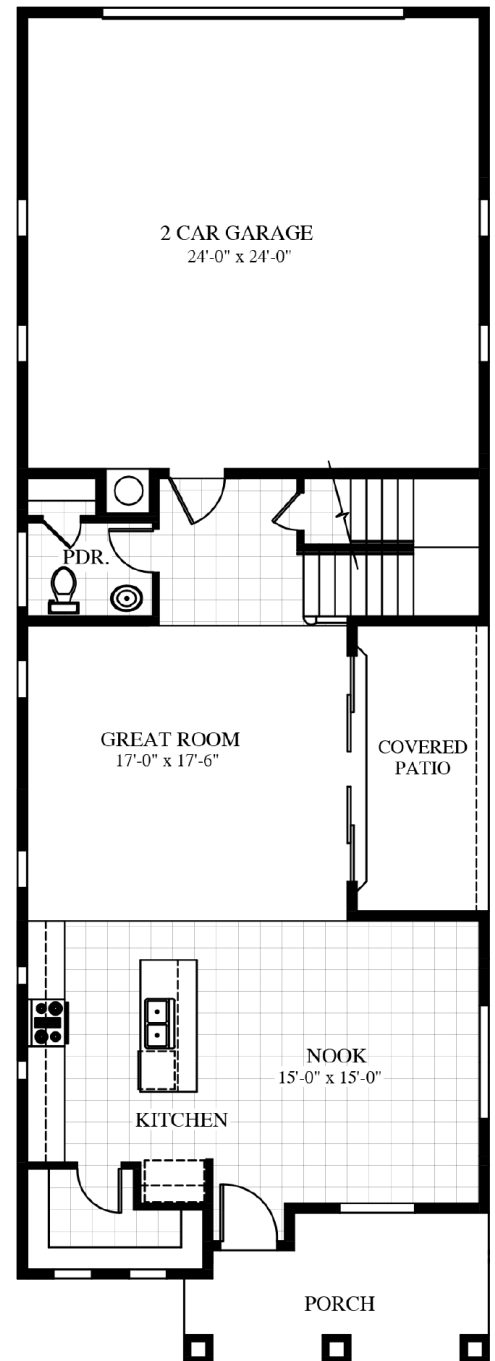 2 CAR GARAGE
24'-0" x 24'-0"
PDR.
GREAT ROOM
17'-0" x 17'-6"
COVERED
PATIO
NOOK
15'-0" x 15'-0"
KITCHEN
PORCH